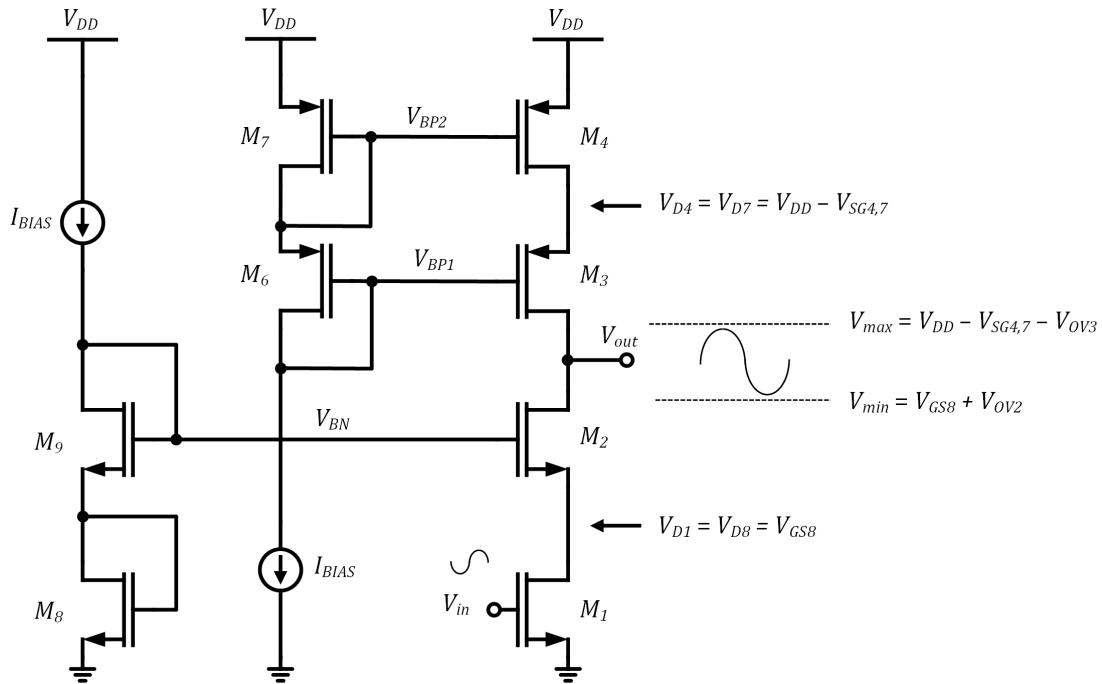 V_DD
V_DD
V_DD
V_BP2
M_7
M_4
I_BIAS
V_D4 = V_D7 = V_DD – V_SG4,7
V_BP1
M_6
M_3
V_out
V_max = V_DD – V_SG4,7 – V_OV3
V_min = V_GS8 + V_OV2
V_BN
M_9
M_2
V_D1 = V_D8 = V_GS8
I_BIAS
V_in
M_8
M_1